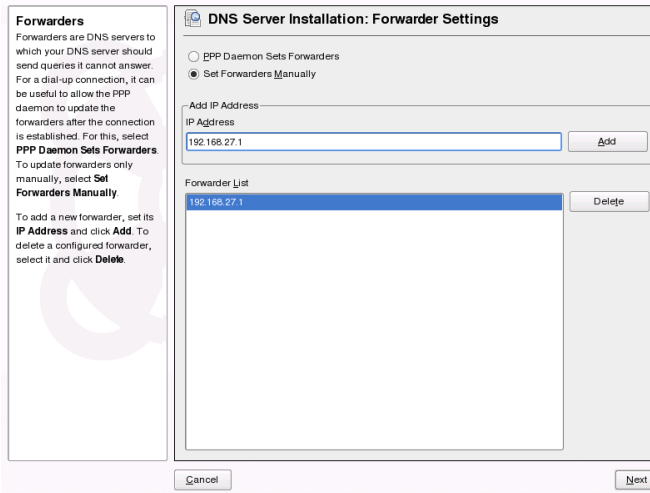 Forwarders
Forwarders are DNS servers to
which your DNS server should
send queries it cannot answer.
For a dial-up connection, it can
be useful to allow the PPP
daemon to update the
forwarders after the connection
is established. For this, select
PPP Daemon Sets Forwarders.
To update forwarders only
manually, select Set
Forwarders Manually.
To add a new forwarder, set its
IP Address and click Add. To
delete a configured forwarder,
select it and click Delete.
DNS Server Installation: Forwarder Settings
PPP Daemon Sets Forwarders
Set Forwarders Manually
Add IP Address
IP Address
192.168.27.1
Add
Forwarder List
192.168.27.1
Delete
Cancel
Next